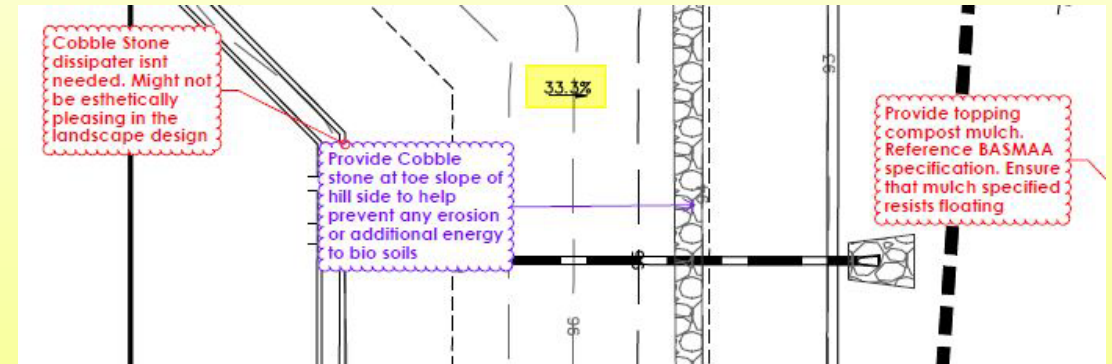 Cobble Stone
dissipater isnt
needed. Might not
be esthetically
pleasing in the
landscape design
33.3%
Provide Cobble
stone at toe slope of
hill side to help
prevent any erosion
or additional energy
to bio soils
93
Provide topping
compost mulch.
Reference BASMAA
specification. Ensure
that mulch specified
resists floating
96